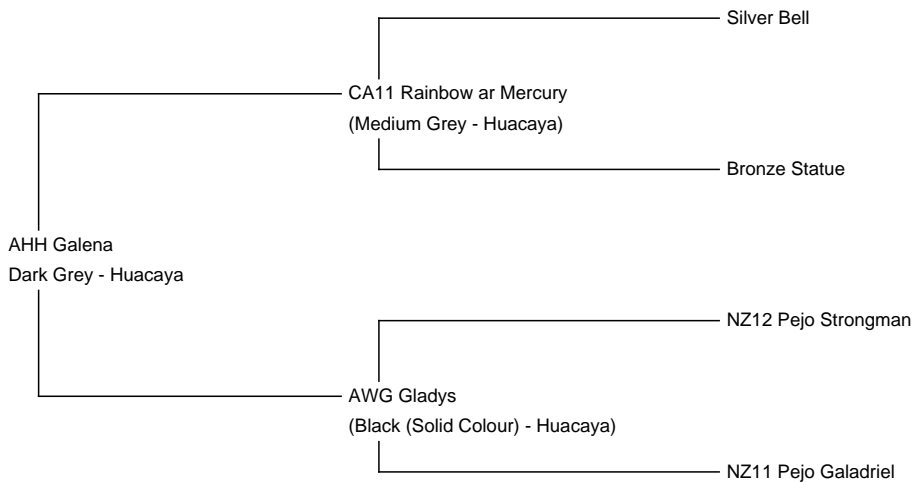 Silver Bell
CA11 Rainbow ar Mercury
(Medium Grey - Huacaya)
Bronze Statue
AHH Galena
Dark Grey - Huacaya
NZ12 Pejo Strongman
AWG Gladys
(Black (Solid Colour) - Huacaya)
NZ11 Pejo Galadriel